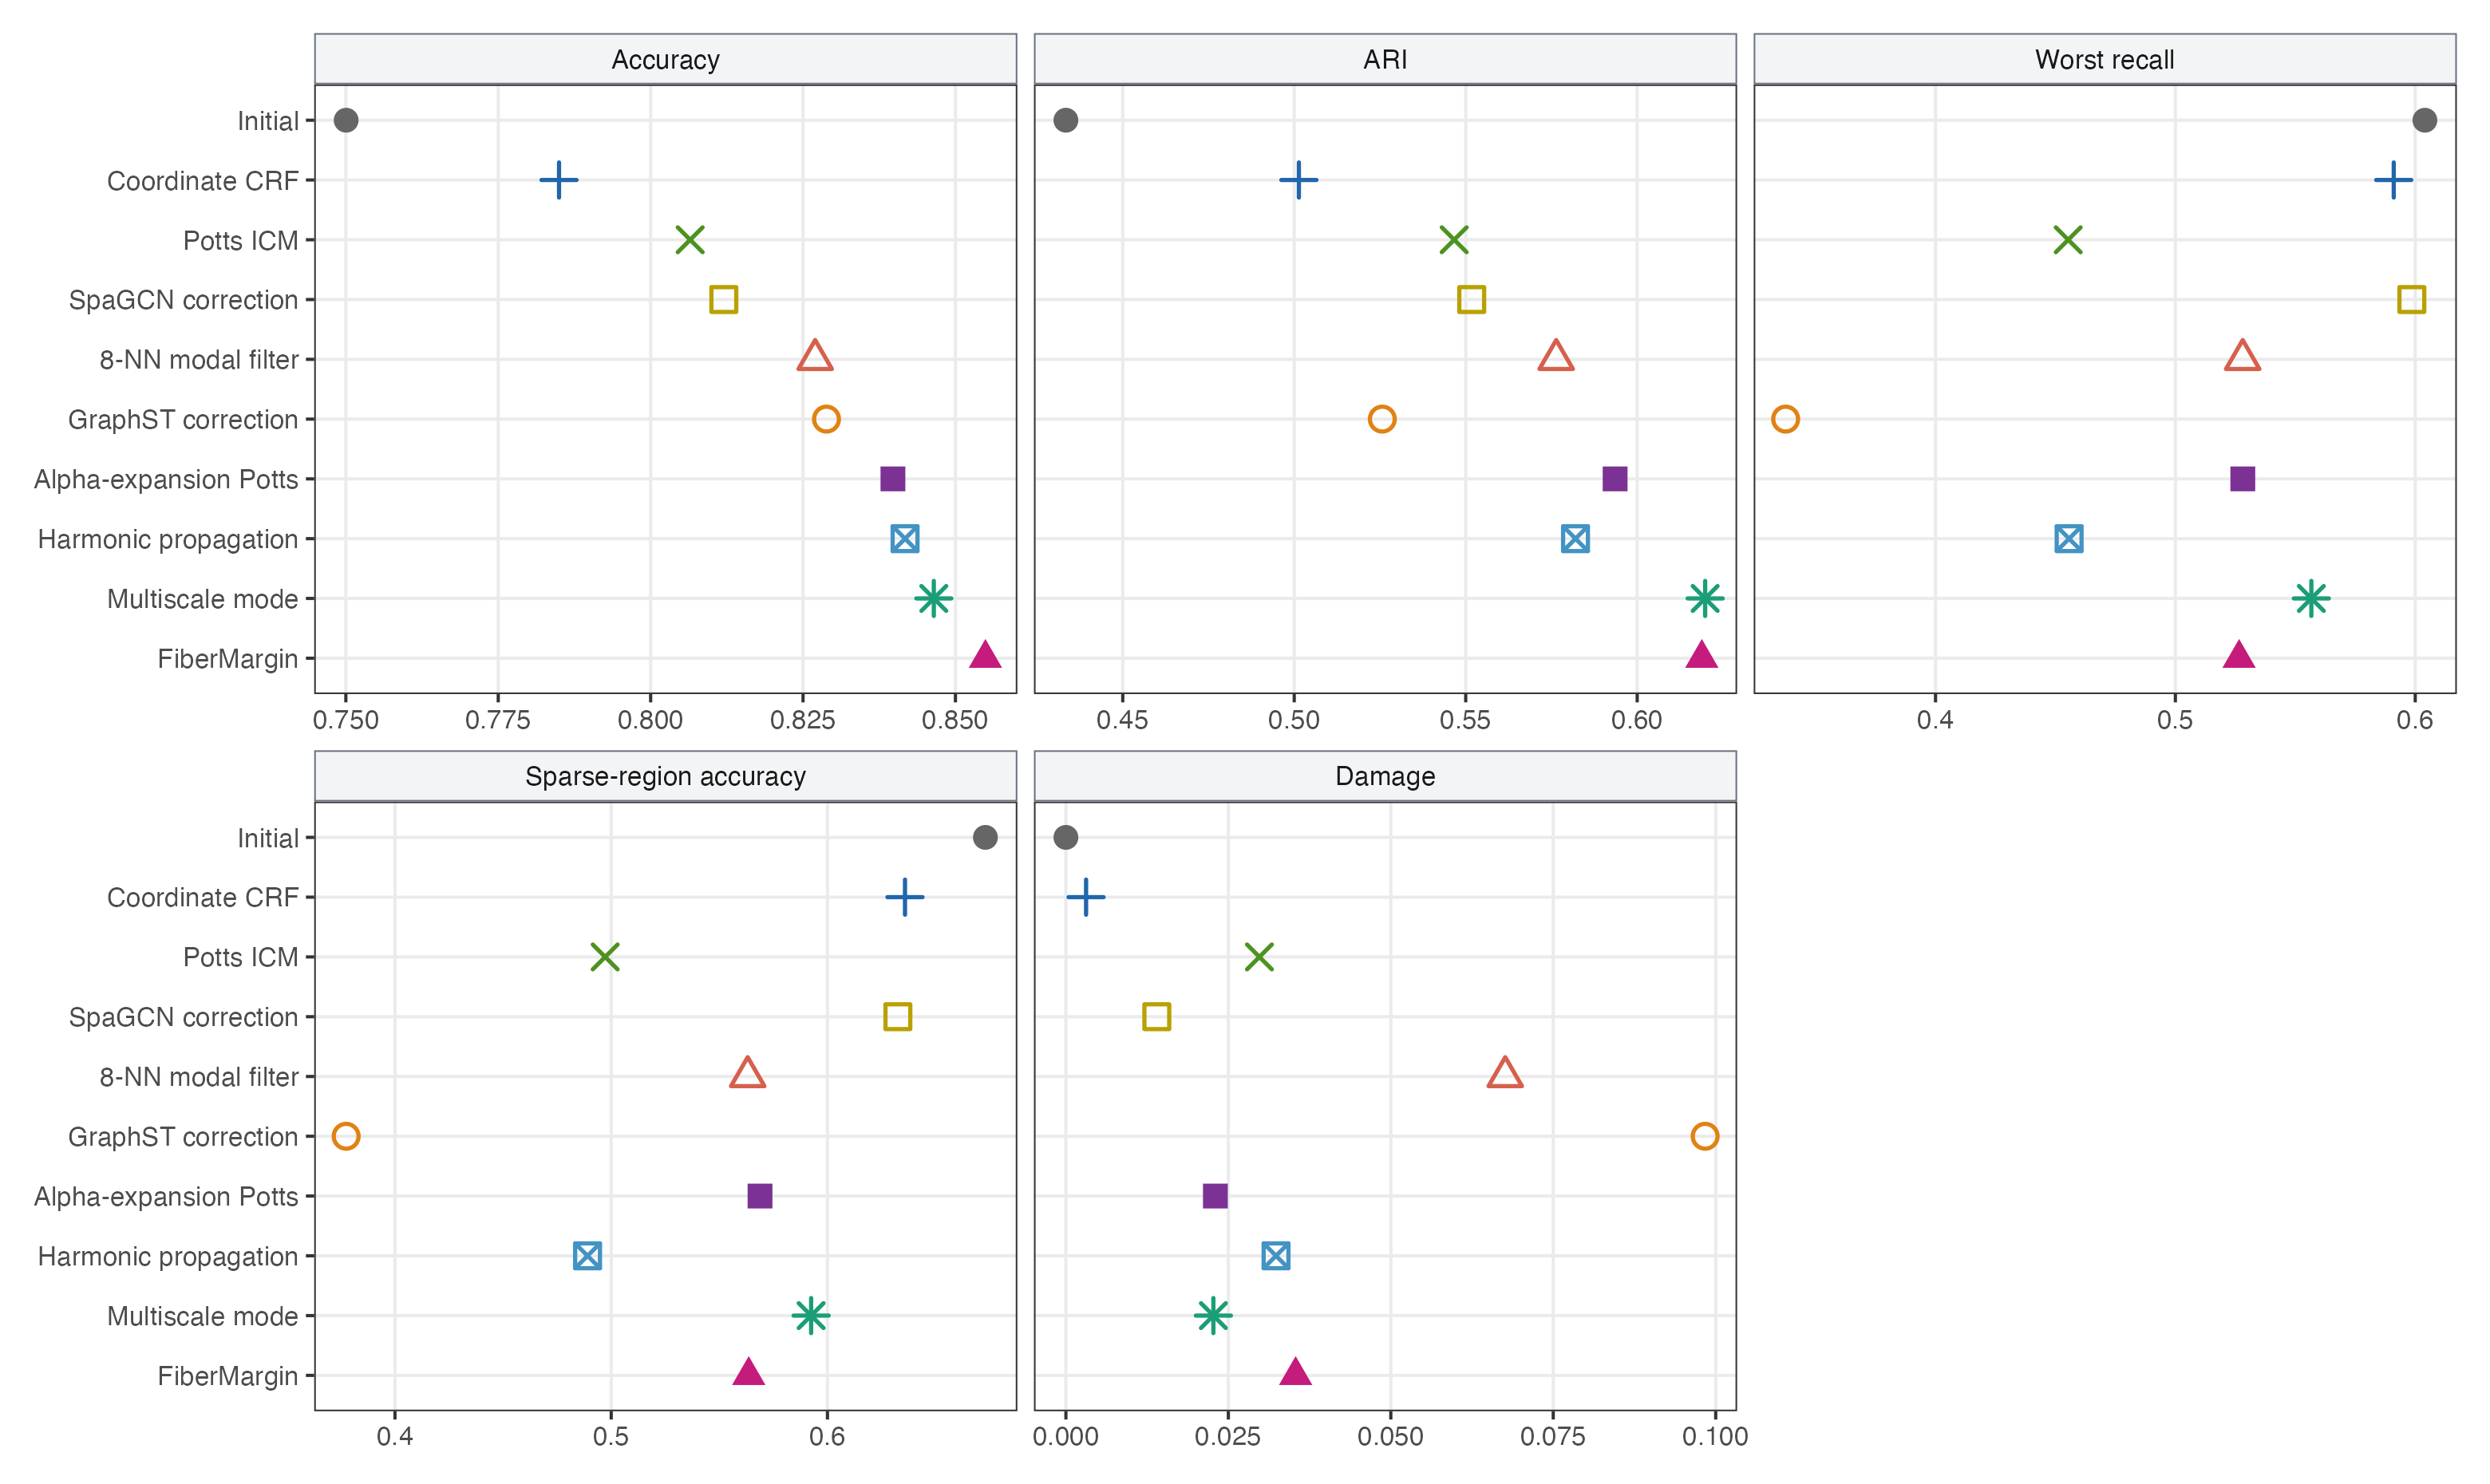 Accuracy
ARI
Worst recall
Initial
Coordinate CRF
Potts ICM
SpaGCN correction
8-NN modal filter
GraphST correction
Alpha-expansion Potts
Harmonic propagation
Multiscale mode
FiberMargin
0.750 0.775 0.800 0.825 0.850
0.45 0.50 0.55 0.60
0.4 0.5 0.6
Sparse-region accuracy
Damage
Initial
Coordinate CRF
Potts ICM
SpaGCN correction
8-NN modal filter
GraphST correction
Alpha-expansion Potts
Harmonic propagation
Multiscale mode
FiberMargin
0.4 0.5 0.6
0.000 0.025 0.050 0.075 0.100